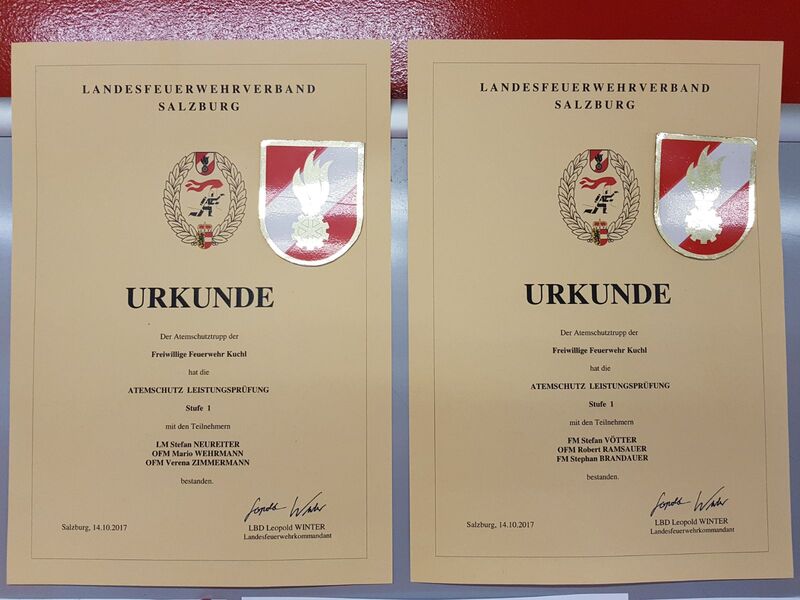 LANDESFEUERWEHRVERBAND
SALZBURG
URKUNDE
Der Atemschutztrupp der
Freiwillige Feuerwehr Kuchl
hat die
ATEMSCHUTZ LEISTUNGSPRÜFUNG
Stufe 1
mit den Teilnehmern
LM Stefan NEUREITER
OFM Mario WEHRMANN
OFM Verena ZIMMERMANN
bestanden.
Salzburg, 14.10.2017
LBD Leopold WINTER
Landesfeuerwehrkommandant
LANDESFEUERWEHRVERBAND
SALZBURG
URKUNDE
Der Atemschutztrupp der
Freiwillige Feuerwehr Kuchl
hat die
ATEMSCHUTZ LEISTUNGSPRÜFUNG
Stufe 1
mit den Teilnehmern
FM Stefan VÖTTER
OFM Robert RAMSAUER
FM Stephan BRANDAUER
bestanden.
Salzburg, 14.10.2017
LBD Leopold WINTER
Landesfeuerwehrkommandant